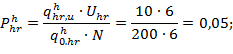 P_{hr}^{h} = \frac{q_{hr,u}^{h} \cdot U_{hr}}{q_{0.hr}^{h} \cdot N} = \frac{10 \cdot 6}{200 \cdot 6} = 0,05;